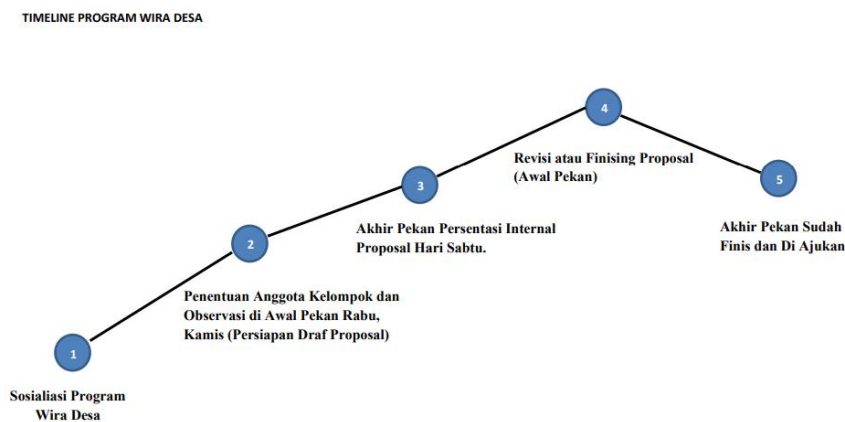 TIMELINE PROGRAM WIRA DESA
1
Sosialiasi Program
Wira Desa
2
Penentuan Anggota Kelompok dan
Observasi di Awal Pekan Rabu,
Kamis (Persiapan Draf Proposal)
3
Akhir Pekan Persentasi Internal
Proposal Hari Sabtu.
4
Revisi atau Finising Proposal
(Awal Pekan)
5
Akhir Pekan Sudah
Finis dan Di Ajukan